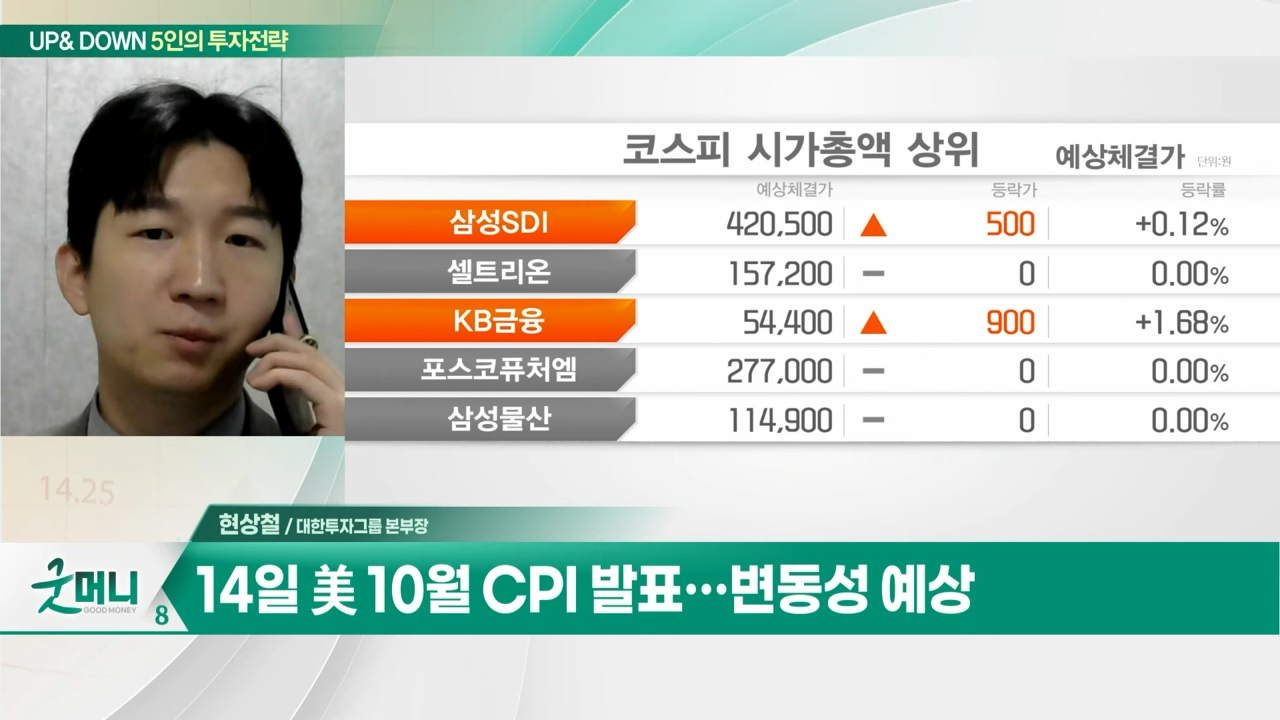 UP& DOWN 5인의 투자전략
코스피 시가총액 상위 예상체결가 단위:원
예상체결가 등락가 등락률
삼성SDI 420,500 ▲ 500 +0.12%
셀트리온 157,200 – 0 0.00%
KB금융 54,400 ▲ 900 +1.68%
포스코퓨처엠 277,000 – 0 0.00%
삼성물산 114,900 – 0 0.00%
14.25
현상철 / 대한투자그룹 본부장
굿머니
GOOD MONEY
8
14일 美 10월 CPI 발표…변동성 예상